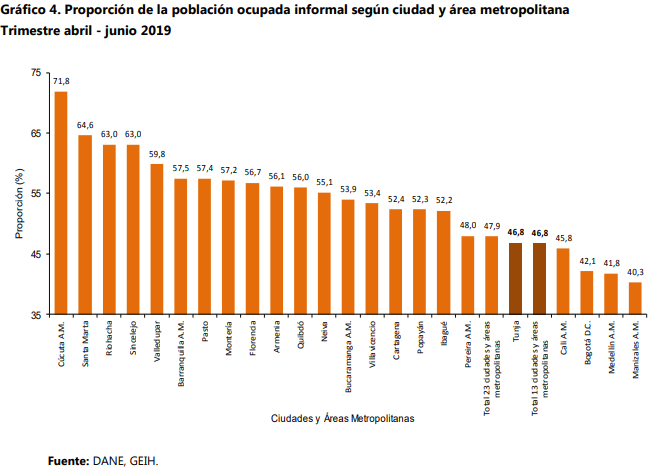 Gráfico 4. Proporción de la población ocupada informal según ciudad y área metropolitana
Trimestre abril - junio 2019
75
65
55
45
35
Proporción (%)
71,8
64,6
63,0
63,0
59,8
57,5
57,4
57,2
56,7
56,1
56,0
55,1
53,9
53,4
52,4
52,3
52,2
48,0
47,9
46,8
46,8
45,8
42,1
41,8
40,3
Cúcuta A.M.
Santa Marta
Riohacha
Sincelejo
Valledupar
Barranquilla A.M.
Pasto
Montería
Florencia
Armenia
Quibdó
Neiva
Bucaramanga A.M.
Villavicencio
Cartagena
Popayán
Ibagué
Pereira A.M.
Total 23 ciudades y áreas
metropolitanas
Tunja
Total 13 ciudades y áreas
metropolitanas
Cali A.M.
Bogotá D.C.
Medellín A.M.
Manizales A.M.
Ciudades y Áreas Metropolitanas
Fuente: DANE, GEIH.